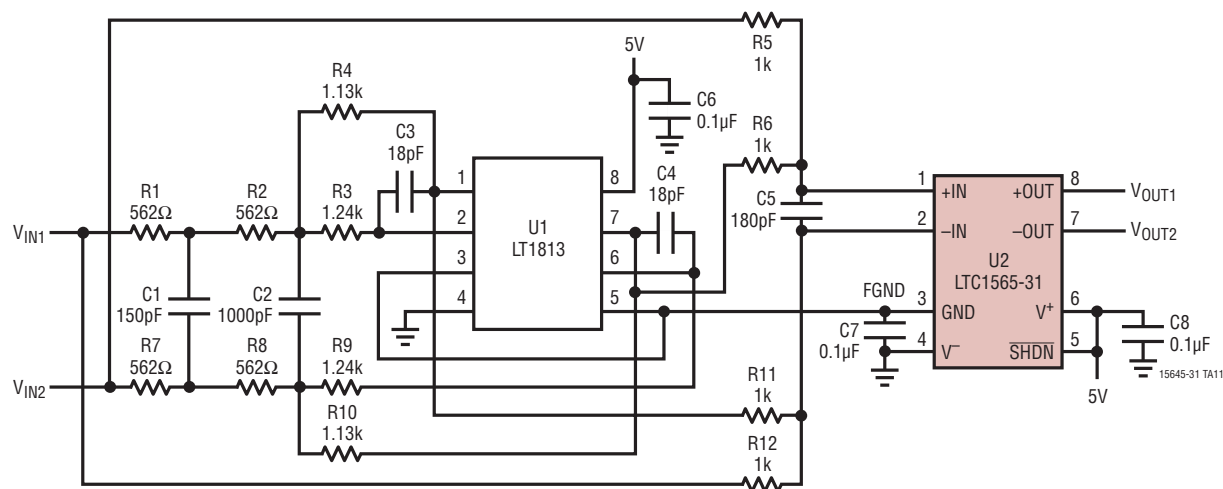 R5
1k
5V
R4
1.13k
C6
0.1µF
R6
1k
C3
18pF
C4
18pF
R1
562Ω
R2
562Ω
R3
1.24k
1
2
3
4
U1
LT1813
8
7
6
5
C5
180pF
1
2
3
4
+IN
–IN
GND
V–
U2
LTC1565-31
+OUT
–OUT
V+
SHDN
8
7
6
5
VOUT1
VOUT2
VIN1
C1
150pF
C2
1000pF
FGND
C7
0.1µF
C8
0.1µF
15645-31 TA11
5V
VIN2
R7
562Ω
R8
562Ω
R9
1.24k
R10
1.13k
R11
1k
R12
1k